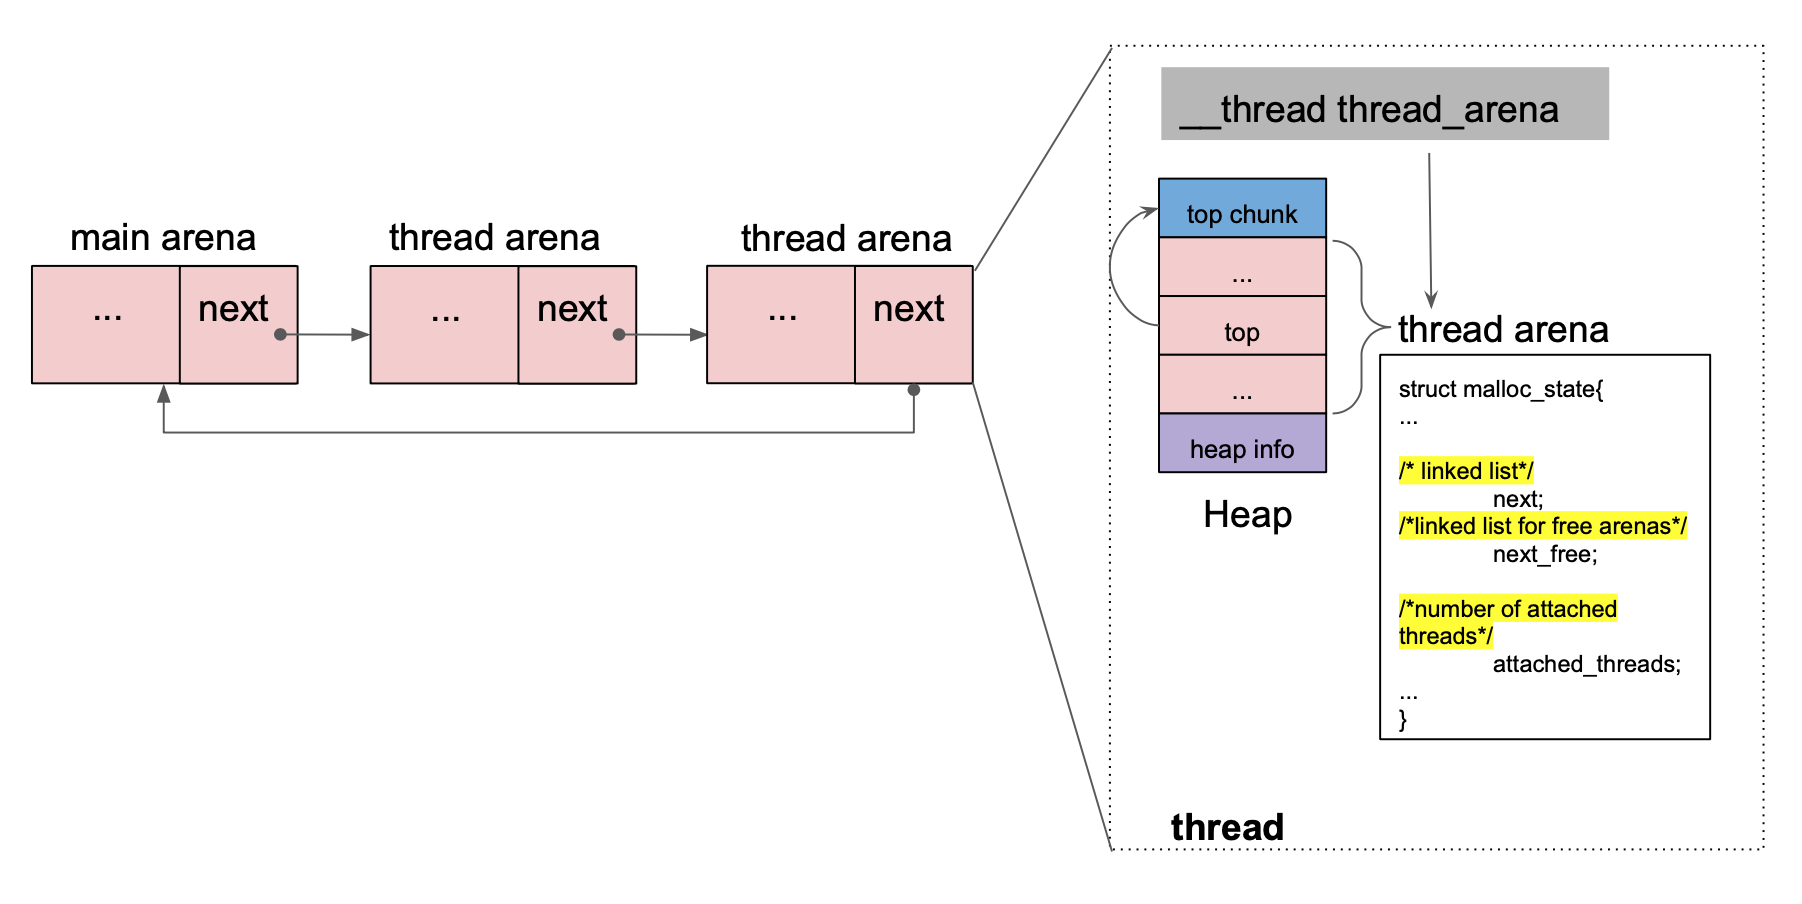 main arena
... next
thread arena
... next
thread arena
... next
__thread thread_arena
top chunk
...
top
...
heap info
Heap
thread arena
struct malloc_state{
...
/* linked list*/
next;
/*linked list for free arenas*/
next_free;
/*number of attached
threads*/
attached_threads;
...
}
thread